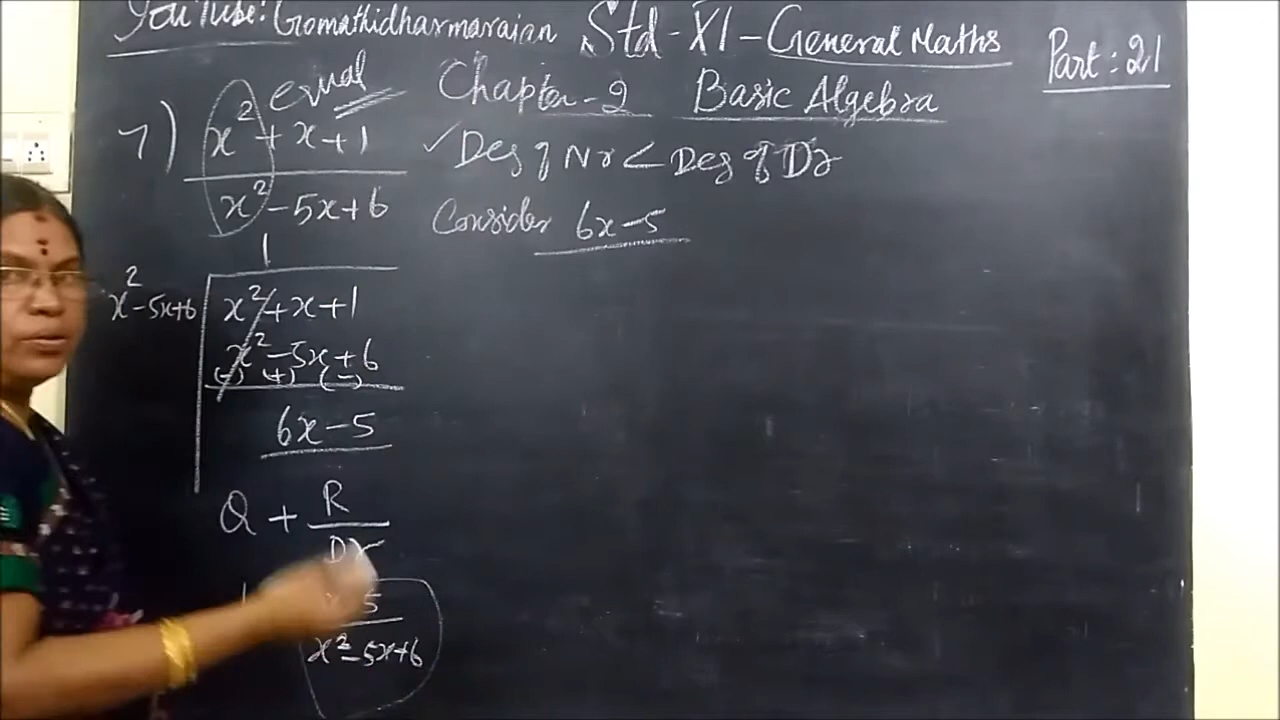 YouTube: Gomathidharmarajan Std-XI-General Maths Part: 21
Chapter-2 Basic Algebra
equal
7) x²+x+1
x²-5x+6
✓Deg of Nr < Deg of Dr
Consider 6x-5
1
x²-5x+6 x²+x+1
x²-5x+6
(-) (+) (-)
6x-5
Q + R
Dr
1
5
x²-5x+6